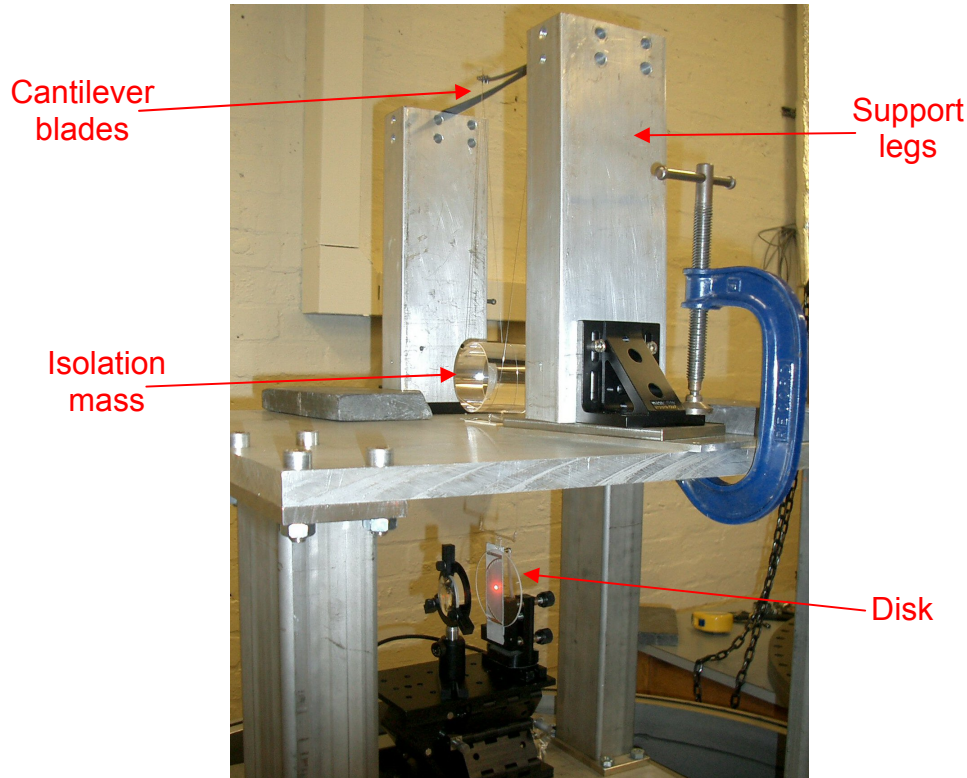 Cantilever
blades
Support
legs
Isolation
mass
Disk